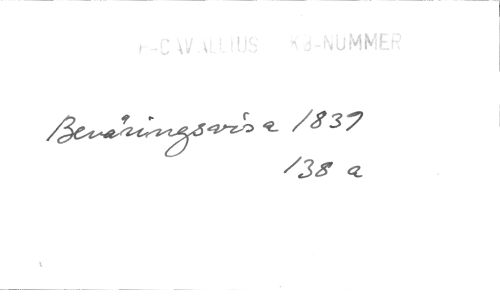 H-CAVALLIUS KB-NUMMER
Beväringsvisa 1837
138 a